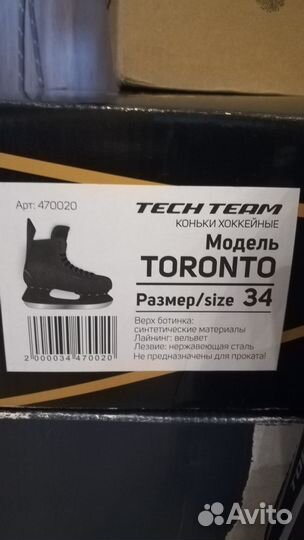 Арт: 470020
TECH TEAM
КОНЬКИ ХОККЕЙНЫЕ
Модель
TORONTO
Размер/size 34
Верх ботинка:
синтетические материалы
Лайнинг: вельвет
Лезвие: нержавеющая сталь
Не предназначены для проката!
2 000034 470020
Avito